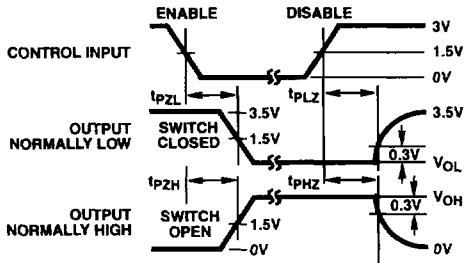 ENABLE
DISABLE
CONTROL INPUT
3V
1.5V
0V
tPZL
tPLZ
3.5V
3.5V
OUTPUT
NORMALLY LOW
SWITCH
CLOSED
1.5V
0.3V
VOL
tPZH
tPHZ
VOH
0.3V
OUTPUT
NORMALLY HIGH
SWITCH
OPEN
1.5V
0V
0V